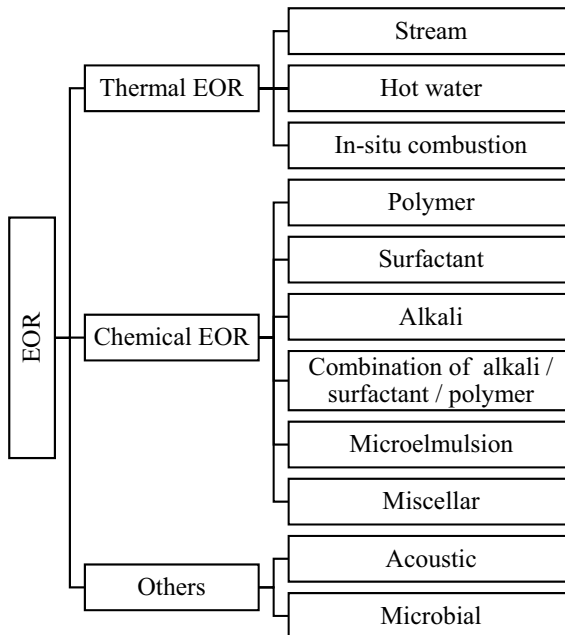 EOR
Thermal EOR
Stream
Hot water
In-situ combustion
Chemical EOR
Polymer
Surfactant
Alkali
Combination of alkali /
surfactant / polymer
Microelmulsion
Miscellar
Others
Acoustic
Microbial